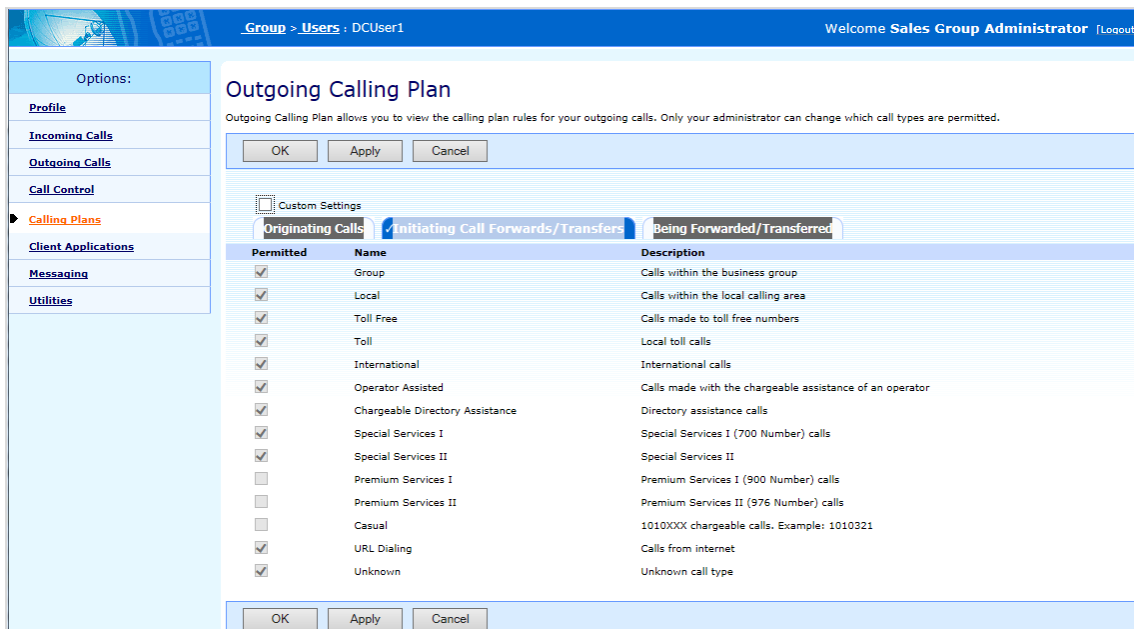 Group > Users : DCUser1
Welcome Sales Group Administrator [Logout
Options:
Profile
Incoming Calls
Outgoing Calls
Call Control
Calling Plans
Client Applications
Messaging
Utilities
Outgoing Calling Plan
Outgoing Calling Plan allows you to view the calling plan rules for your outgoing calls. Only your administrator can change which call types are permitted.
OK Apply Cancel
Custom Settings
Originating Calls Initiating Call Forwards/Transfers Being Forwarded/Transferred
Permitted Name Description
Group Calls within the business group
Local Calls within the local calling area
Toll Free Calls made to toll free numbers
Toll Local toll calls
International International calls
Operator Assisted Calls made with the chargeable assistance of an operator
Chargeable Directory Assistance Directory assistance calls
Special Services I Special Services I (700 Number) calls
Special Services II Special Services II
Premium Services I Premium Services I (900 Number) calls
Premium Services II Premium Services II (976 Number) calls
Casual 1010XXX chargeable calls. Example: 1010321
URL Dialing Calls from internet
Unknown Unknown call type
OK Apply Cancel